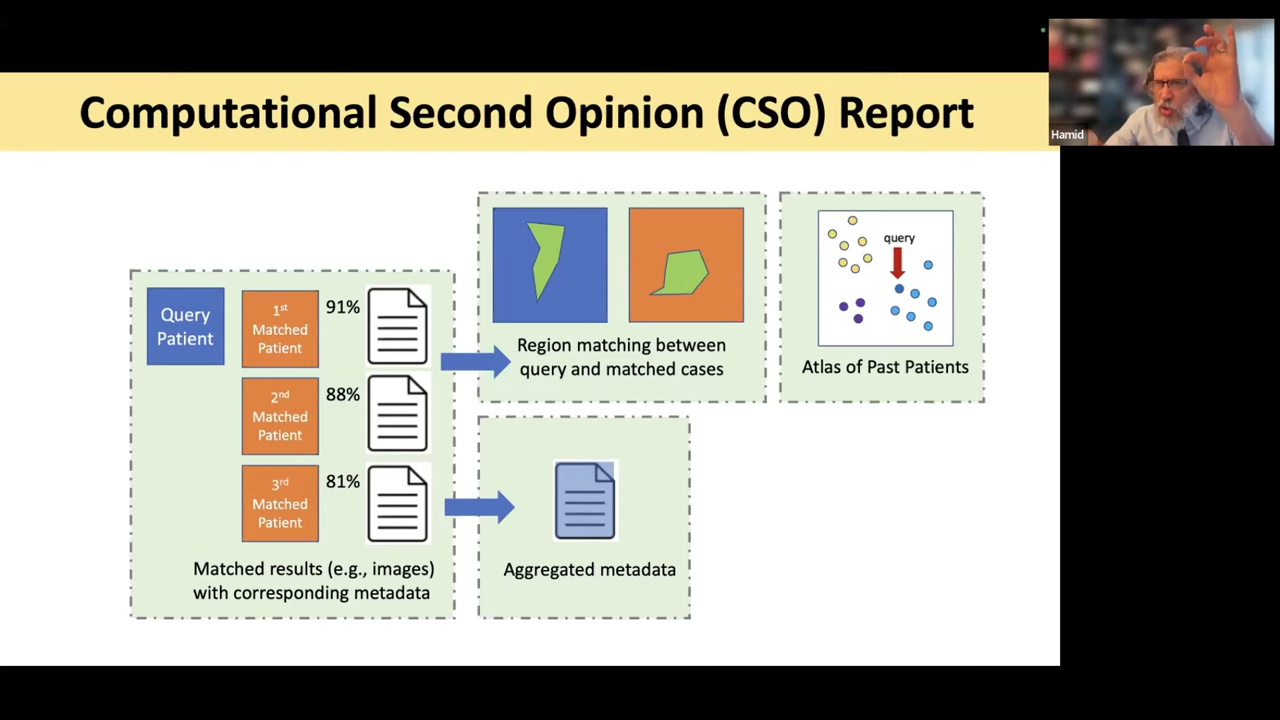 Computational Second Opinion (CSO) Report
Hamid
Query
Patient
1st
Matched
Patient
91%
2nd
Matched
Patient
88%
3rd
Matched
Patient
81%
Matched results (e.g., images)
with corresponding metadata
Region matching between
query and matched cases
query
Atlas of Past Patients
Aggregated metadata